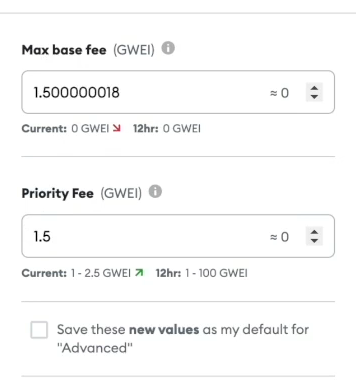 Max base fee (GWEI)
1.500000018 ≈ 0
Current: 0 GWEI ↘ 12hr: 0 GWEI
Priority Fee (GWEI)
1.5 ≈ 0
Current: 1 - 2.5 GWEI ↗ 12hr: 1 - 100 GWEI
Save these new values as my default for
"Advanced"